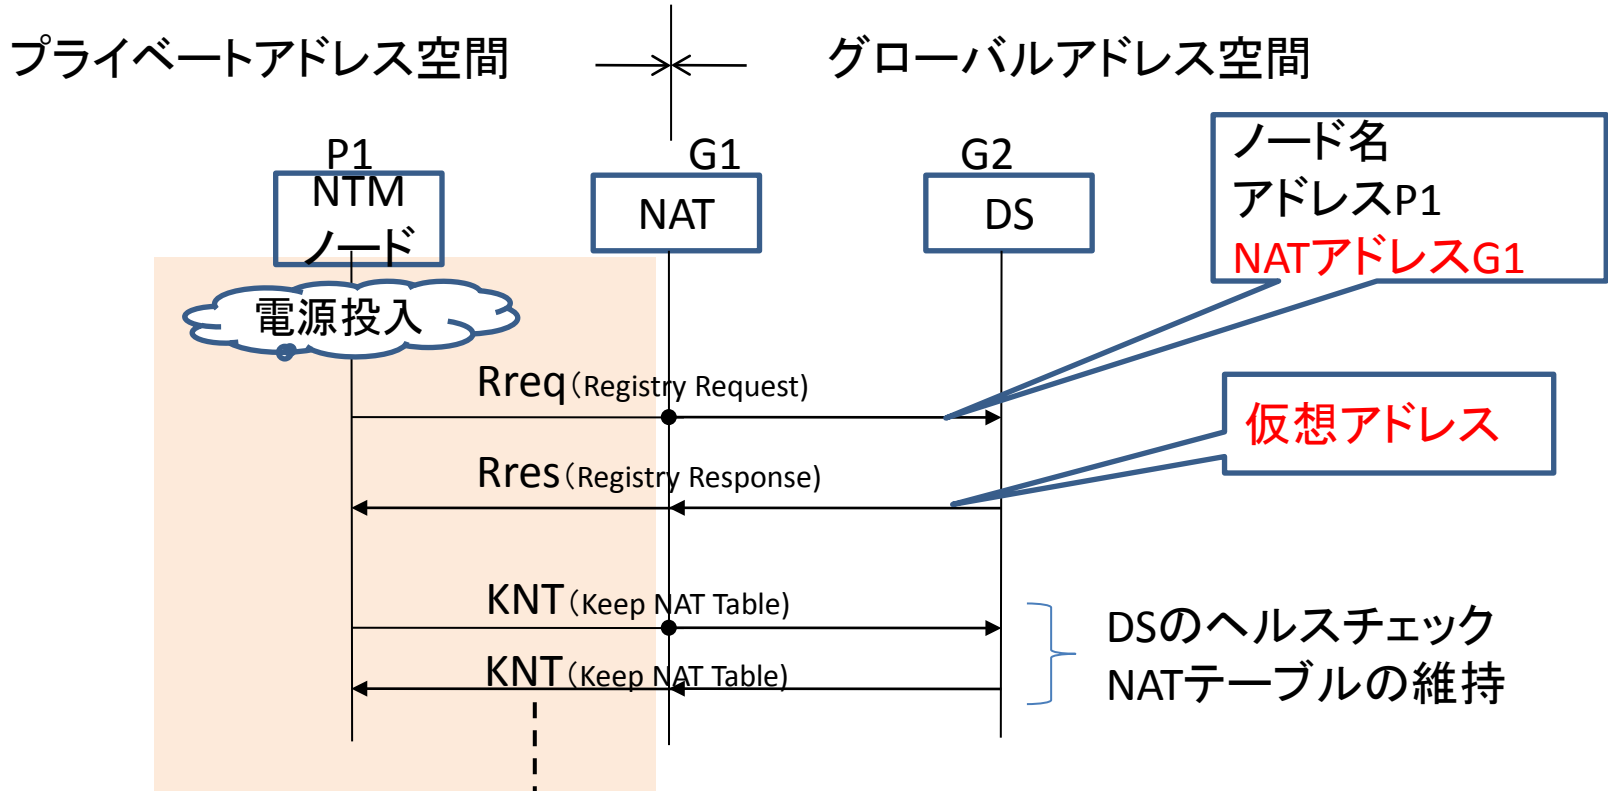 プライベートアドレス空間
グローバルアドレス空間
P1
G1
G2
NTM
ノード
NAT
DS
ノード名
アドレスP1
NATアドレスG1
電源投入
Rreq（Registry Request)
仮想アドレス
Rres（Registry Response)
KNT（Keep NAT Table)
KNT（Keep NAT Table)
DSのヘルスチェック
NATテーブルの維持